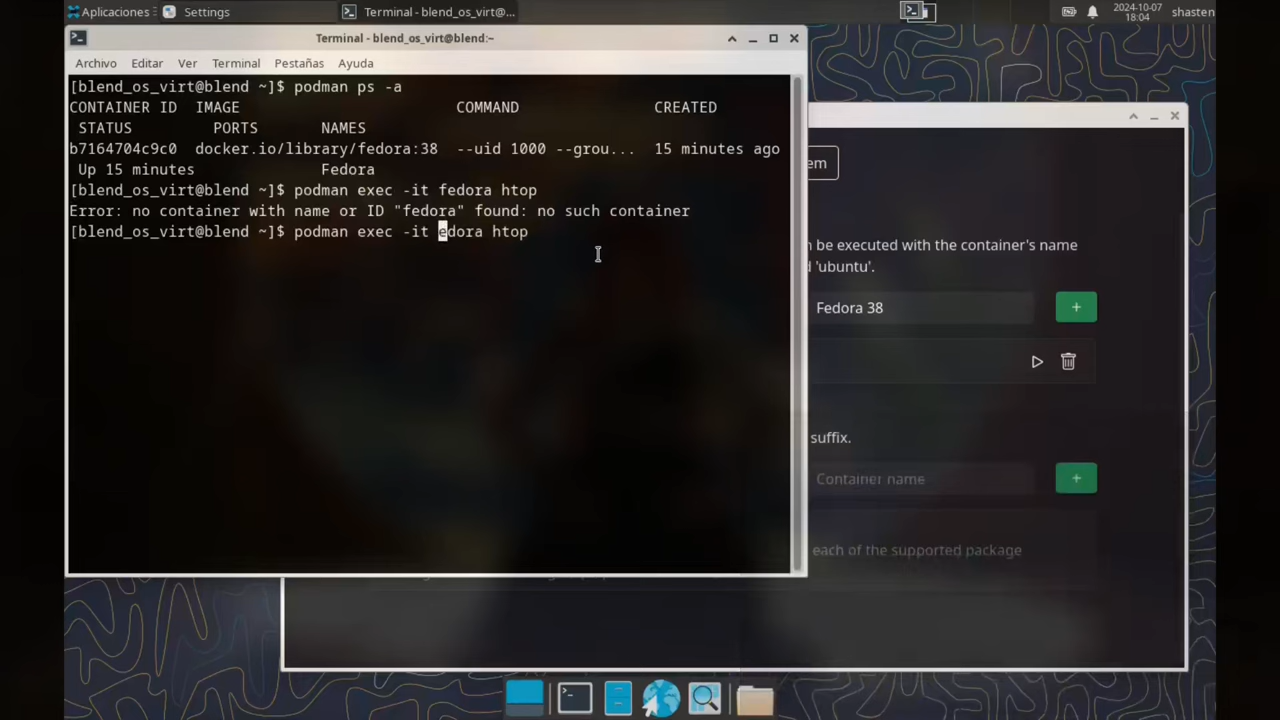 Aplicaciones
Settings
Terminal - blend_os_virt@...
2024-10-07
18:04
shasten
Terminal - blend_os_virt@blend:~
Archivo Editar Ver Terminal Pestañas Ayuda
[blend_os_virt@blend ~]$ podman ps -a
CONTAINER ID IMAGE COMMAND CREATED
STATUS PORTS NAMES
b7164704c9c0 docker.io/library/fedora:38 --uid 1000 --grou... 15 minutes ago
Up 15 minutes Fedora
[blend_os_virt@blend ~]$ podman exec -it fedora htop
Error: no container with name or ID "fedora" found: no such container
[blend_os_virt@blend ~]$ podman exec -it edora htop
em
n be executed with the container's name
'ubuntu'.
Fedora 38
suffix.
Container name
each of the supported package